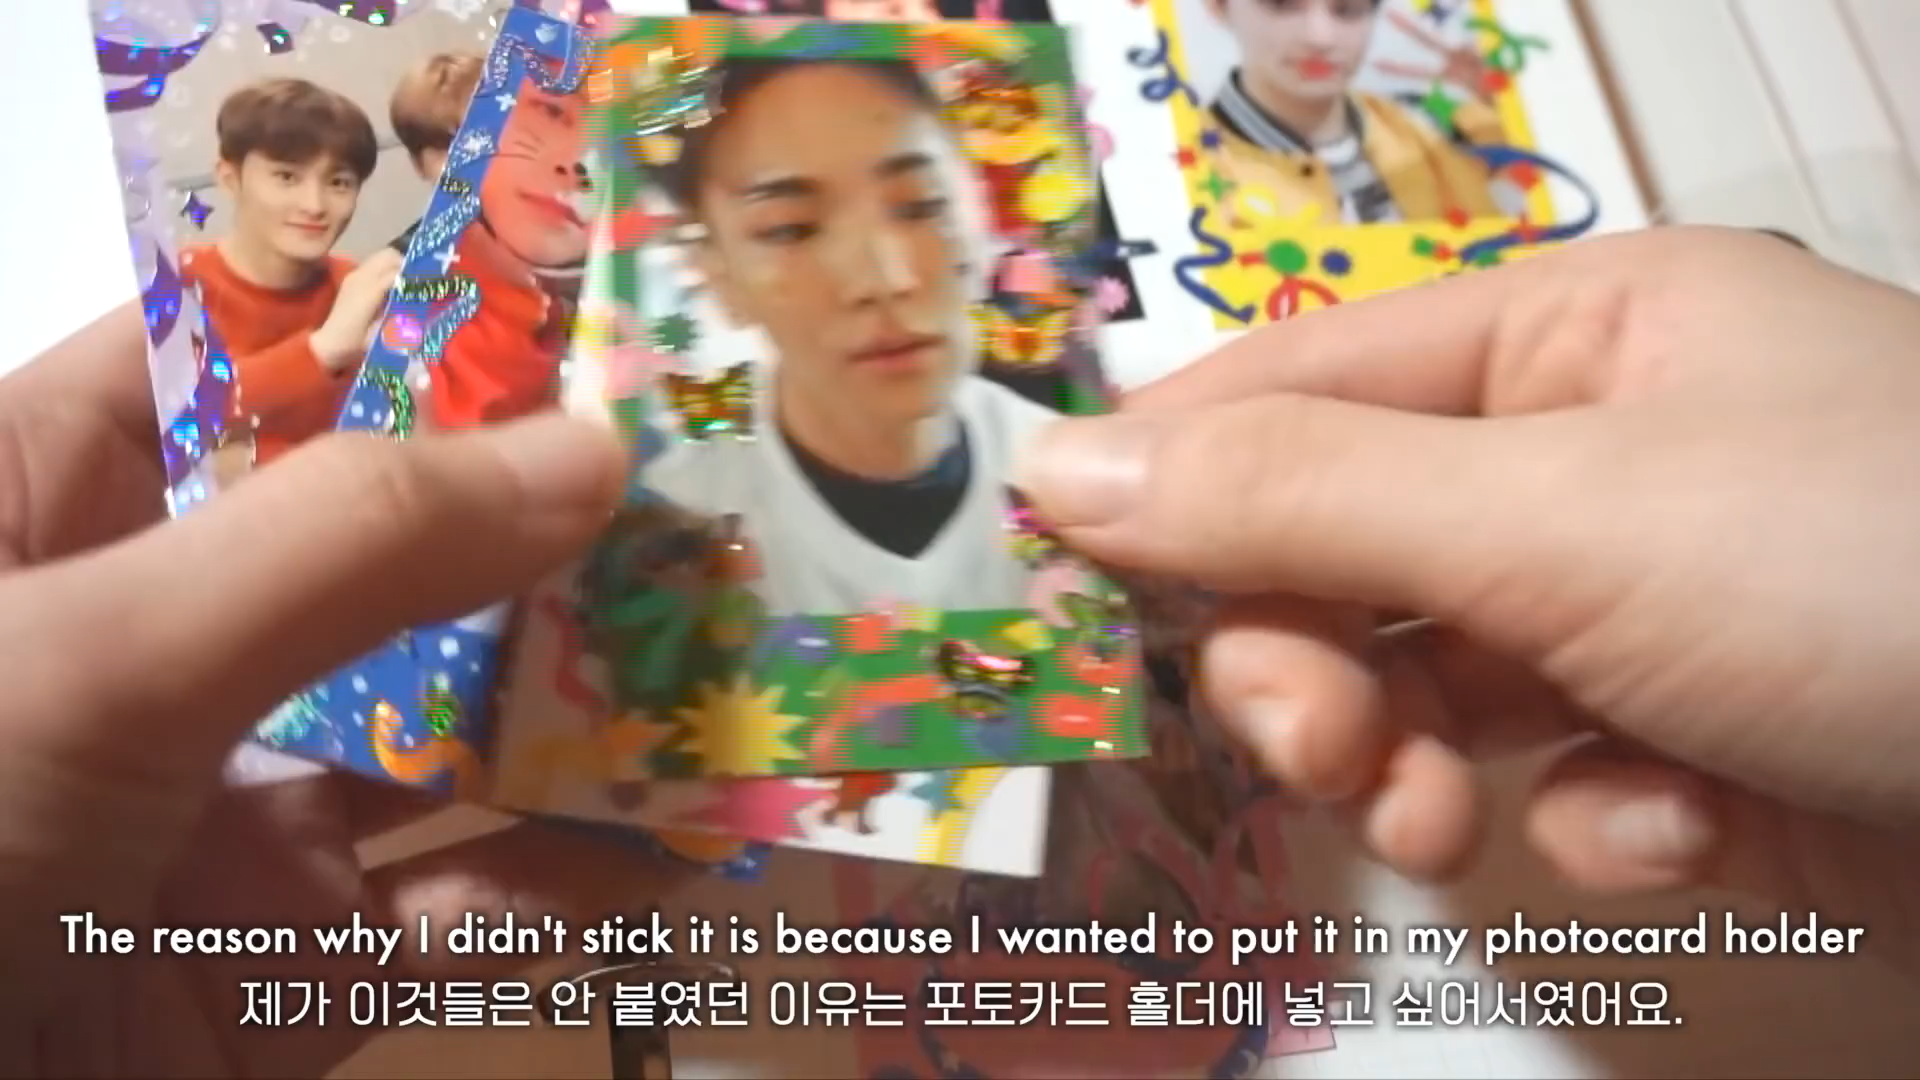 The reason why I didn't stick it is because I wanted to put it in my photocard holder
제가 이것들은 안 붙였던 이유는 포토카드 홀더에 넣고 싶어서였어요.